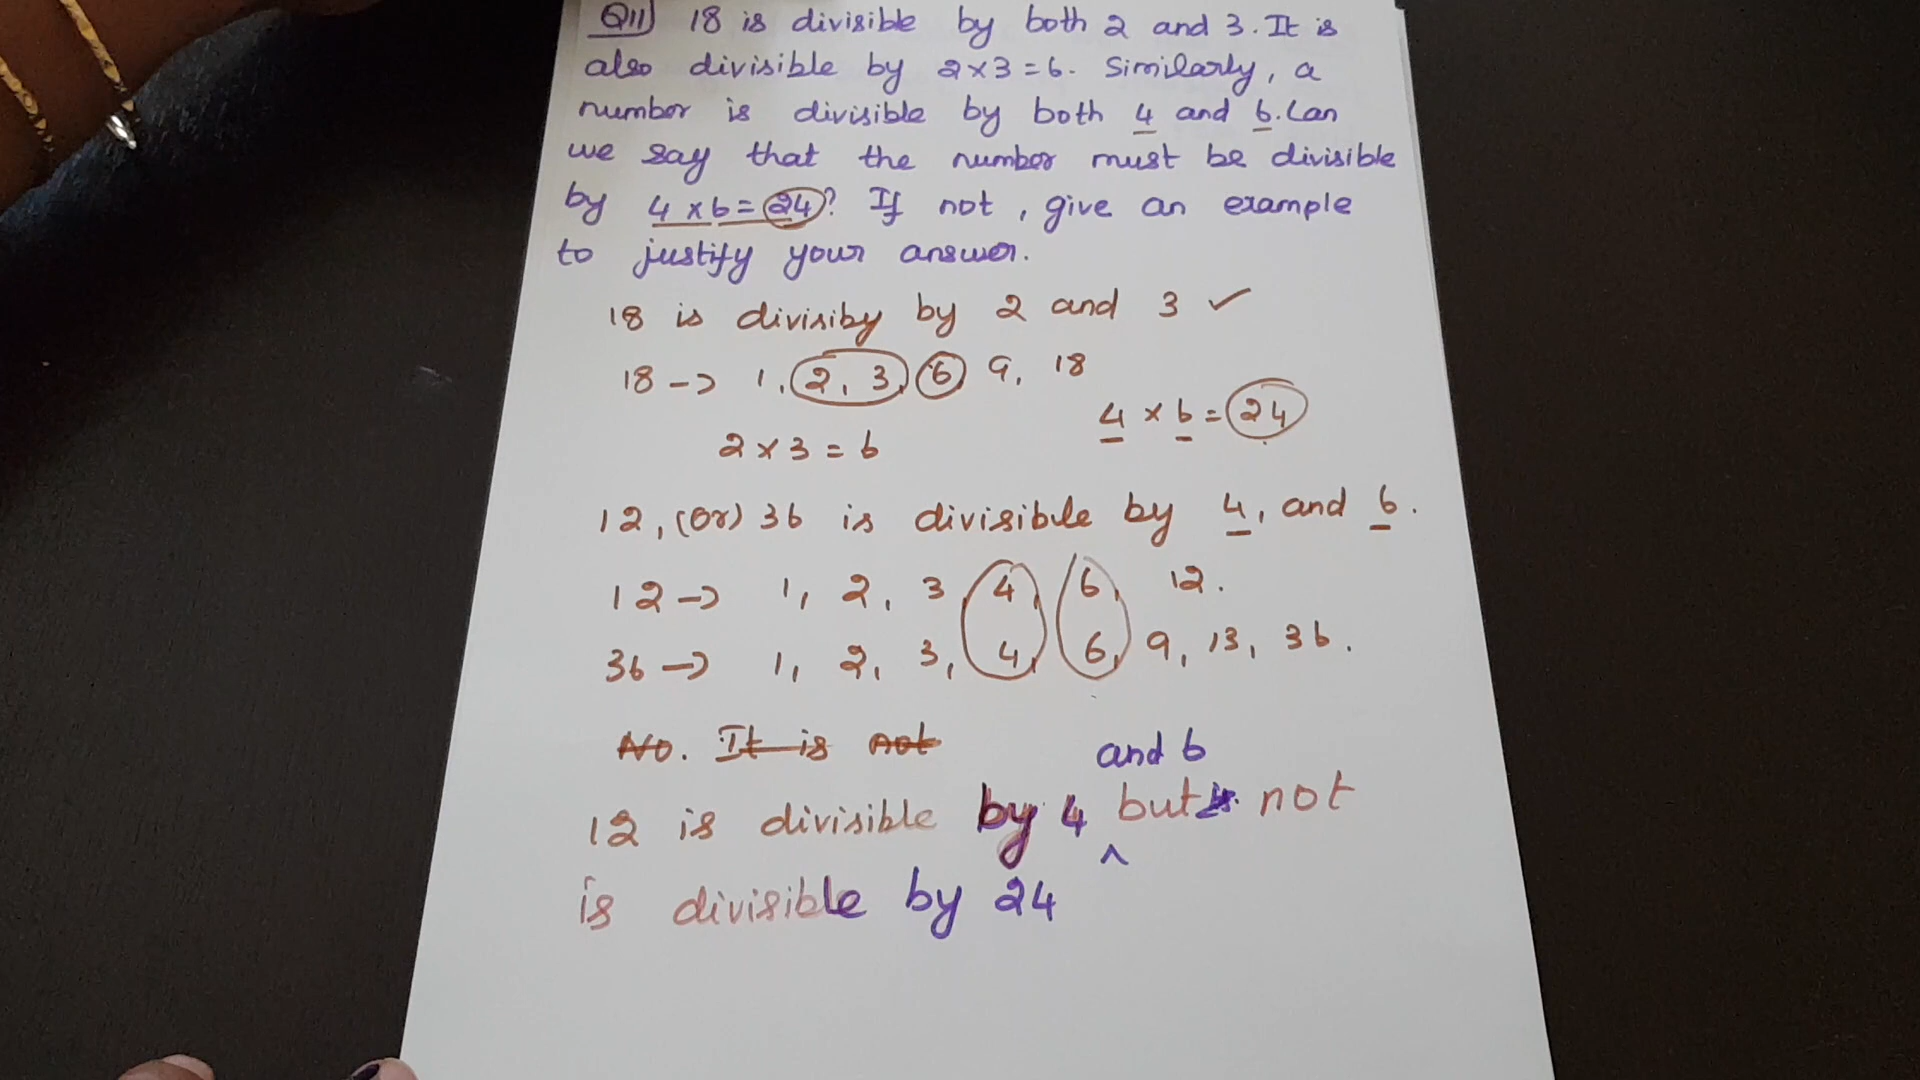 Q11) 18 is divisible by both 2 and 3. It is
also divisible by 2x3=6. Similarly, a
number is divisible by both 4 and 6. Can
we say that the number must be divisible
by 4x6=24? If not, give an example
to justify your answer.
18 is divisiby by 2 and 3 ✓
18 -> 1, 2, 3, 6 9, 18
4 x 6 = 24
2 x 3 = 6
12, (or) 36 is divisible by 4, and 6.
12 -> 1, 2, 3, 4, 6, 12.
36 -> 1, 2, 3, 4, 6, 9, 13, 36.
No. It is not
and 6
12 is divisible by 4 but is not
^
is divisible by 24